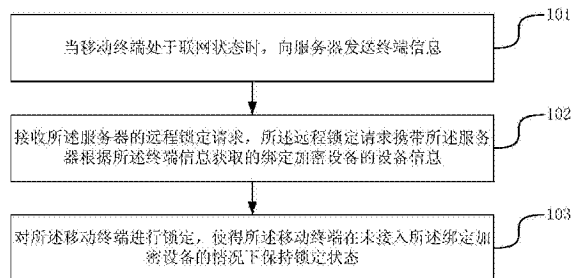 101
当移动终端处于联网状态时，向服务器发送终端信息
102
接收所述服务器的远程锁定请求，所述远程锁定请求携带所述服务
器根据所述终端信息获取的绑定加密设备的设备信息
103
对所述移动终端进行锁定，使得所述移动终端在未接入所述绑定加
密设备的情况下保持锁定状态